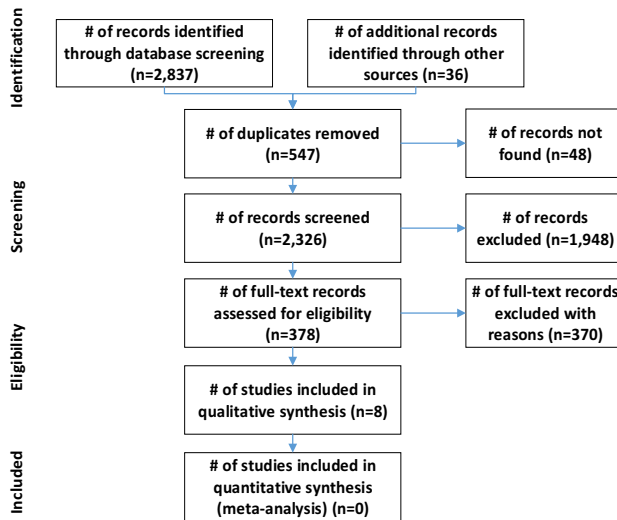 Identification
# of records identified
through database screening
(n=2,837)
# of additional records
identified through other
sources (n=36)
# of duplicates removed
(n=547)
# of records not
found (n=48)
Screening
# of records screened
(n=2,326)
# of records
excluded (n=1,948)
Eligibility
# of full-text records
assessed for eligibility
(n=378)
# of full-text records
excluded with
reasons (n=370)
# of studies included in
qualitative synthesis (n=8)
Included
# of studies included in
quantitative synthesis
(meta-analysis) (n=0)